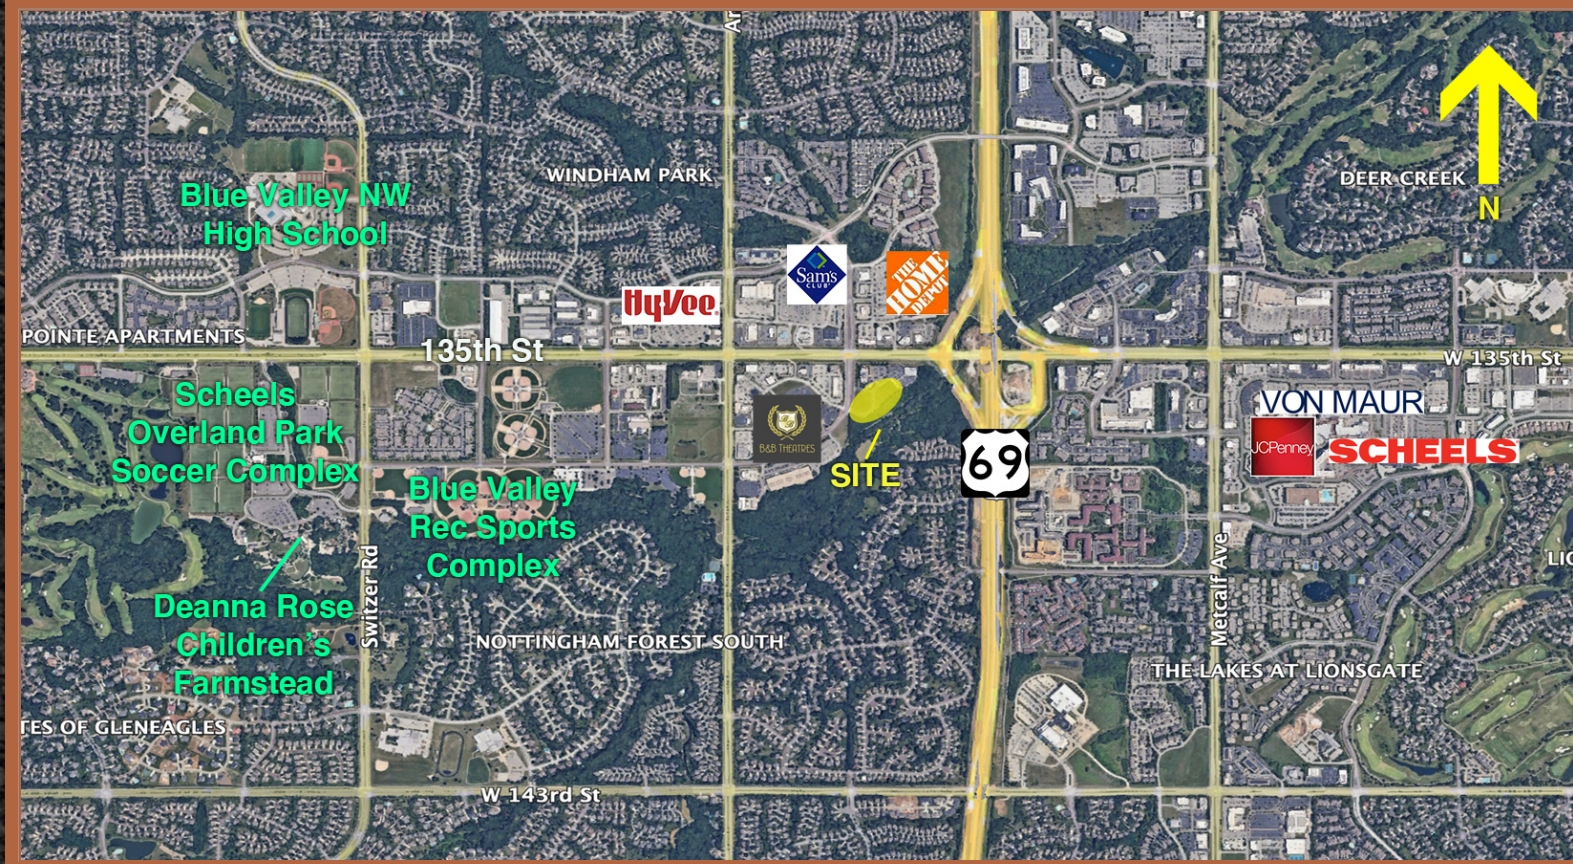 Ar
WINDHAM PARK
DEER CREEK
N
Blue Valley NW
High School
Sam's
CLUB
THE
HOME
DEPOT
HyVee
POINTE APARTMENTS
135th St
W 135th St
Scheels
Overland Park
Soccer Complex
B&B THEATRES
SITE
69
VON MAUR
JCPenney
SCHEELS
Blue Valley
Rec Sports
Complex
Switzer Rd
Metcalf Ave
LIO
Deanna Rose
Children's
Farmstead
NOTTINGHAM FOREST SOUTH
THE LAKES AT LIONSGATE
TES OF GLENEAGLES
W 143rd St